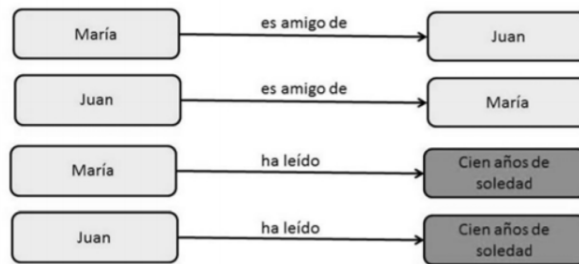 María es amigo de Juan
Juan es amigo de María
María ha leído Cien años de
soledad
Juan ha leído Cien años de
soledad